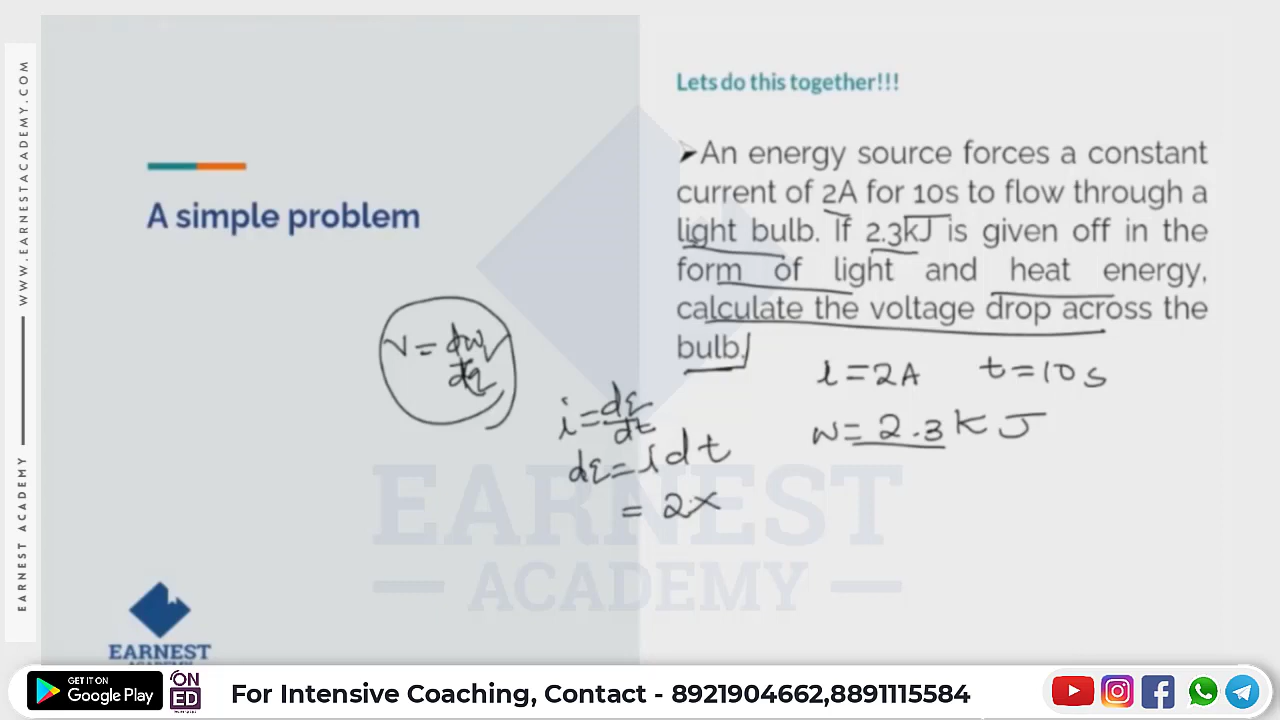 WWW.EARNESTACADEMY.COM
EARNEST ACADEMY
A simple problem
Lets do this together!!!
➤An energy source forces a constant
current of 2A for 10s to flow through a
light bulb. If 2.3kJ is given off in the
form of light and heat energy,
calculate the voltage drop across the
bulb.
i = 2A t = 10s
w = 2.3 KJ
v = dw
dq
i = dq
dt
dq = i dt
= 2×
EARNEST
ACADEMY
EARNEST
ACADEMY
GET IT ON
Google Play
ON
ED
For Intensive Coaching, Contact - 8921904662,8891115584